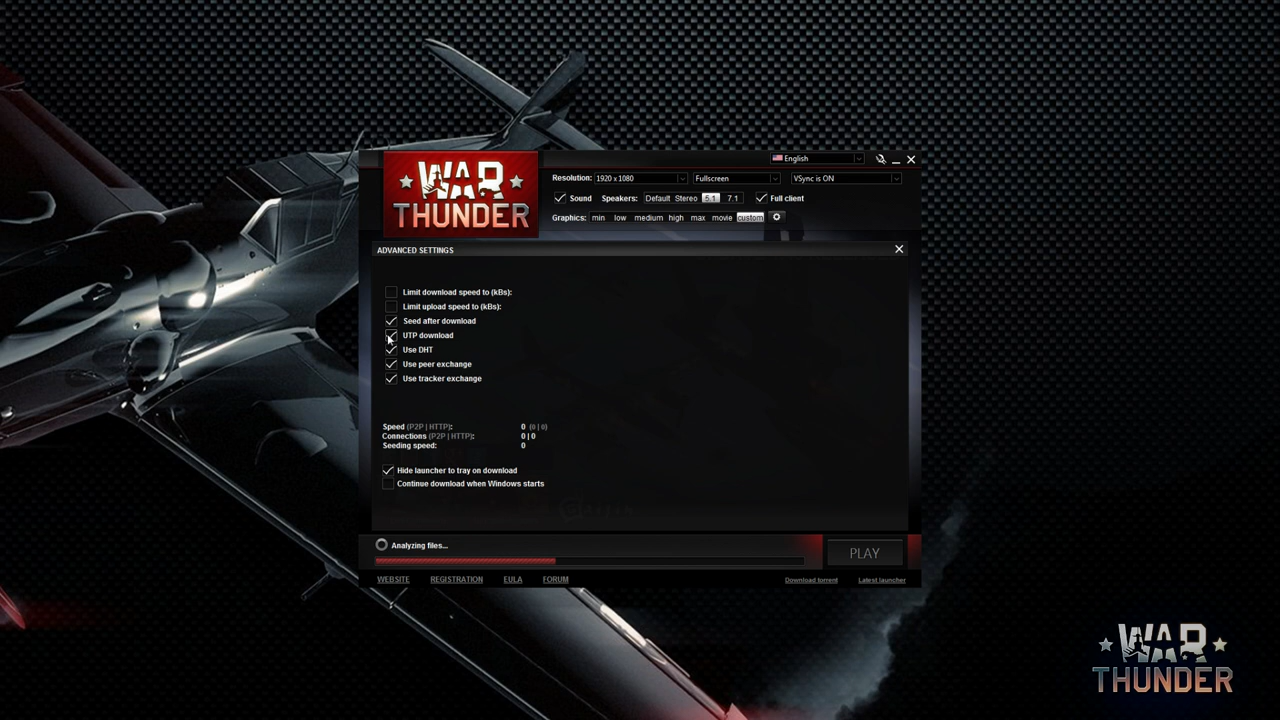 English
WAR
THUNDER
Resolution: 1920 x 1080 Fullscreen VSync is ON
Sound Speakers: Default Stereo 5.1 7.1 Full client
Graphics: min low medium high max movie custom
ADVANCED SETTINGS
Limit download speed to (kBs):
Limit upload speed to (kBs):
Seed after download
UTP download
Use DHT
Use peer exchange
Use tracker exchange
Speed (P2P | HTTP): 0 (0 | 0)
Connections (P2P | HTTP): 0 | 0
Seeding speed: 0
Hide launcher to tray on download
Continue download when Windows starts
Analyzing files...
PLAY
WEBSITE REGISTRATION EULA FORUM Download torrent Latest launcher
WAR
THUNDER